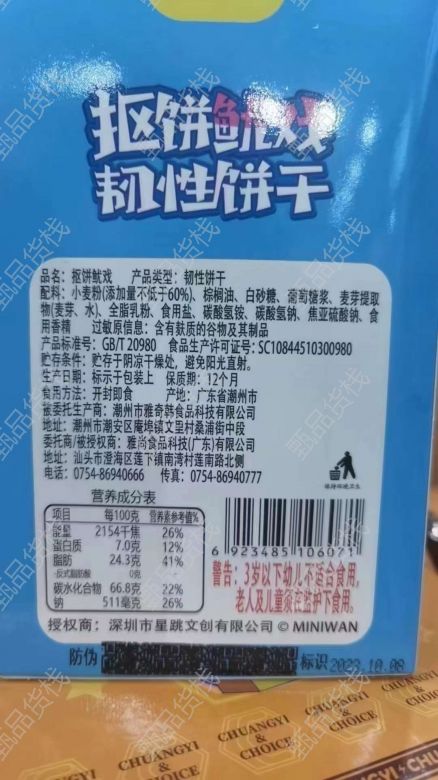 抠饼鱿戏
韧性饼干
品名：抠饼鱿戏 产品类型：韧性饼干
配料：小麦粉(添加量不低于60%)、棕榈油、白砂糖、葡萄糖浆、麦芽提取
物(麦芽、水)、全脂乳粉、食用盐、碳酸氢铵、碳酸氢钠、焦亚硫酸钠、食
用香精 过敏原信息：含有麸质的谷物及其制品
产品标准号：GB/T 20980 食品生产许可证号：SC10844510300980
贮存条件：贮存于阴凉干燥处，避免阳光直射。
生产日期：标示于包装上 保质期：12个月
食用方法：开封即食 产地：广东省潮州市
被委托生产商：潮州市雅奇韩食品科技有限公司
地址：潮州市潮安区庵埠镇文里村桑浦街中段
委托商/被授权商：雅尚食品科技(广东)有限公司
地址：汕头市澄海区莲下镇南湾村莲南路北侧
电话：0754-86940666 传真：0754-86940777
保持环境卫生
营养成分表
项目 每100克 营养素参考值%
能量 2154千焦 26%
蛋白质 7.0克 12%
脂肪 24.3克 41%
-反式脂肪酸 0克
碳水化合物 66.8克 22%
钠 511毫克 26%
6 923485 106071
警告：3岁以下幼儿不适合食用，
老人及儿童须在监护下食用。
授权商：深圳市星跳文创有限公司 © MINIWAN
防伪 标识 2023.10.08
CHUANGYI
& CHOICE
CHUANGYI
& CHOICE
CHUANGYI
& CHOICE
甄品货栈